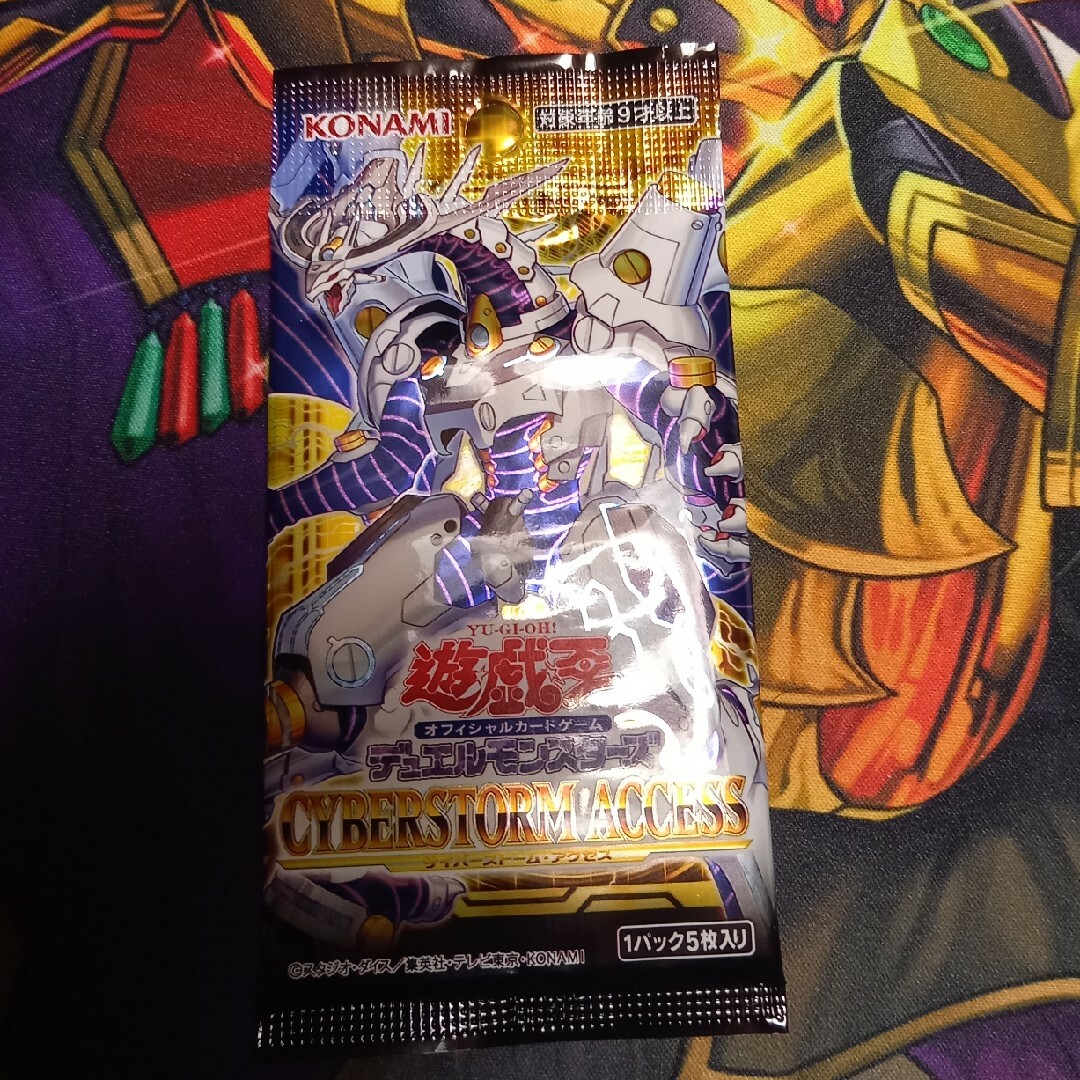 KONAMI
対象年齢9才以上
YU-GI-OH!
遊戯王
オフィシャルカードゲーム
デュエルモンスターズ
CYBERSTORM ACCESS
サイバーストーム・アクセス
1パック5枚入り
©スタジオ・ダイス/集英社・テレビ東京・KONAMI